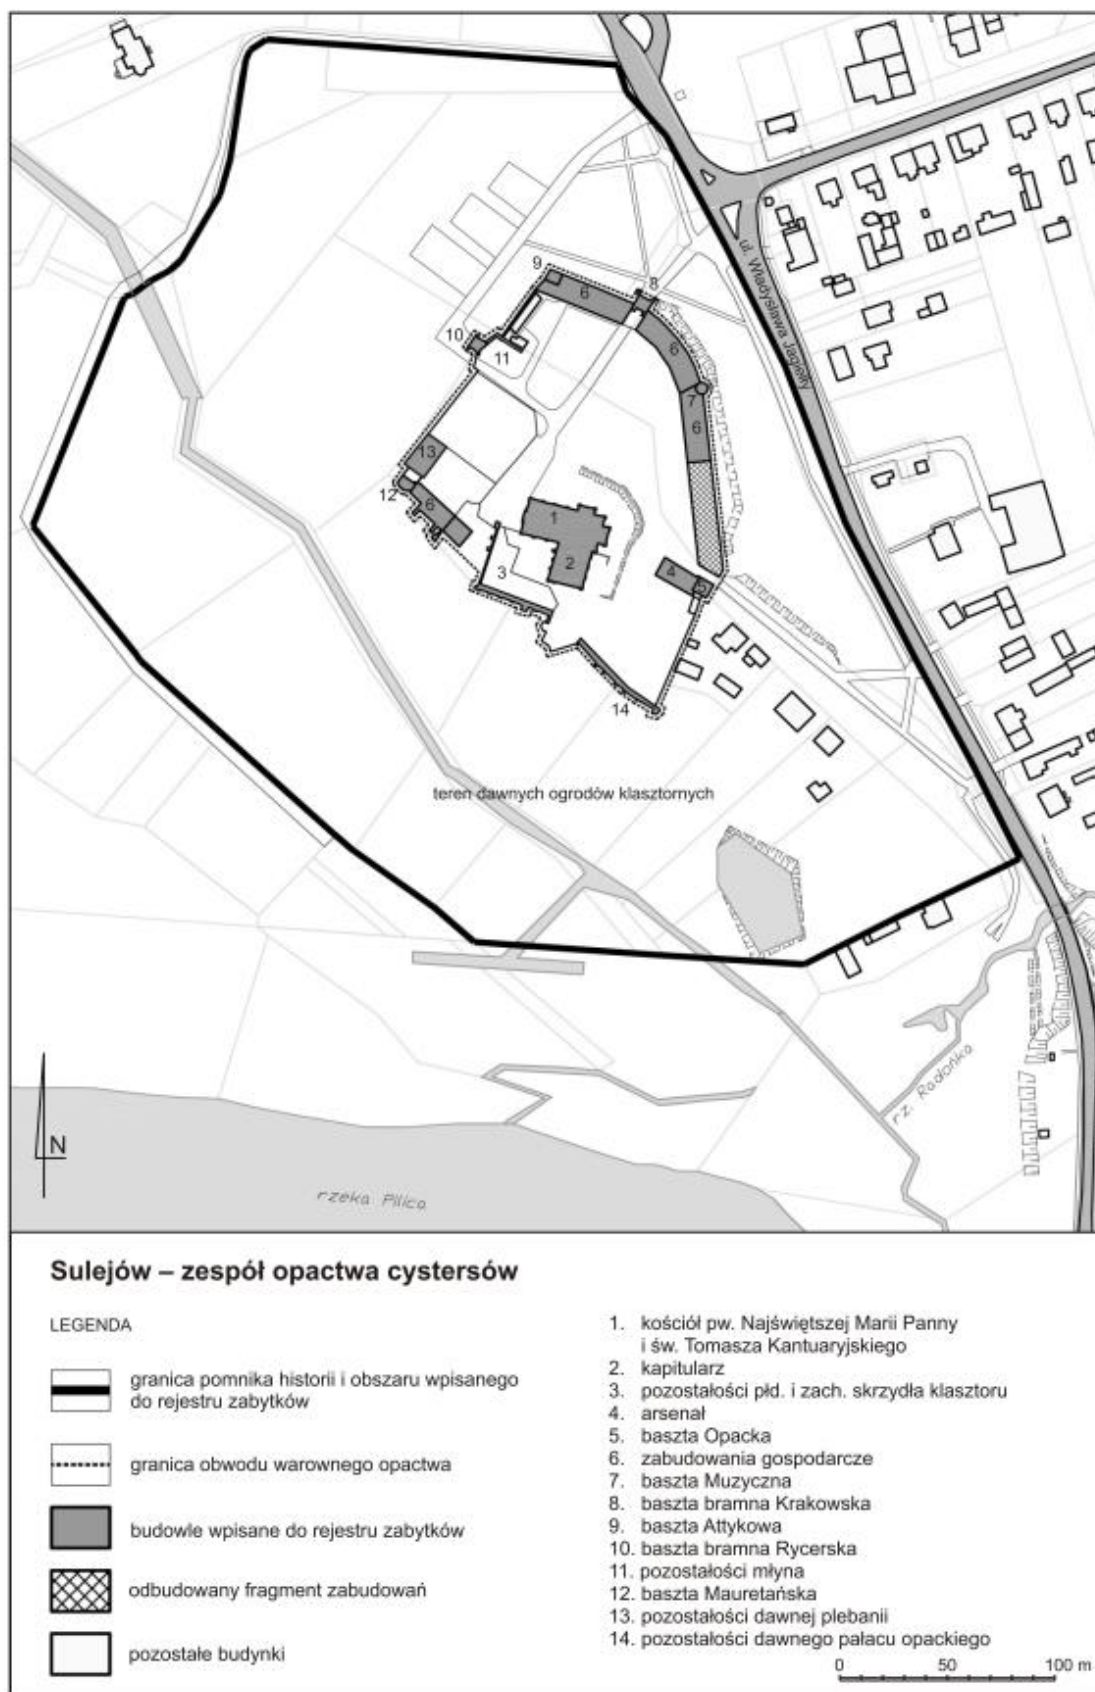 ul. Władysława Jagiełły
9
8
6
10
11
6
7
6
13
12
6
1
2
3
4
5
14
teren dawnych ogrodów klasztornych
rz. Radońka
N
rzeka Pilica
Sulejów – zespół opactwa cystersów
LEGENDA
granica pomnika historii i obszaru wpisanego
do rejestru zabytków
granica obwodu warownego opactwa
budowle wpisane do rejestru zabytków
odbudowany fragment zabudowań
pozostałe budynki
1. kościół pw. Najświętszej Marii Panny
i św. Tomasza Kantuaryjskiego
2. kapitularz
3. pozostałości płd. i zach. skrzydła klasztoru
4. arsenał
5. baszta Opacka
6. zabudowania gospodarcze
7. baszta Muzyczna
8. baszta bramna Krakowska
9. baszta Attykowa
10. baszta bramna Rycerska
11. pozostałości młyna
12. baszta Mauretańska
13. pozostałości dawnej plebanii
14. pozostałości dawnego pałacu opackiego
0 50 100 m